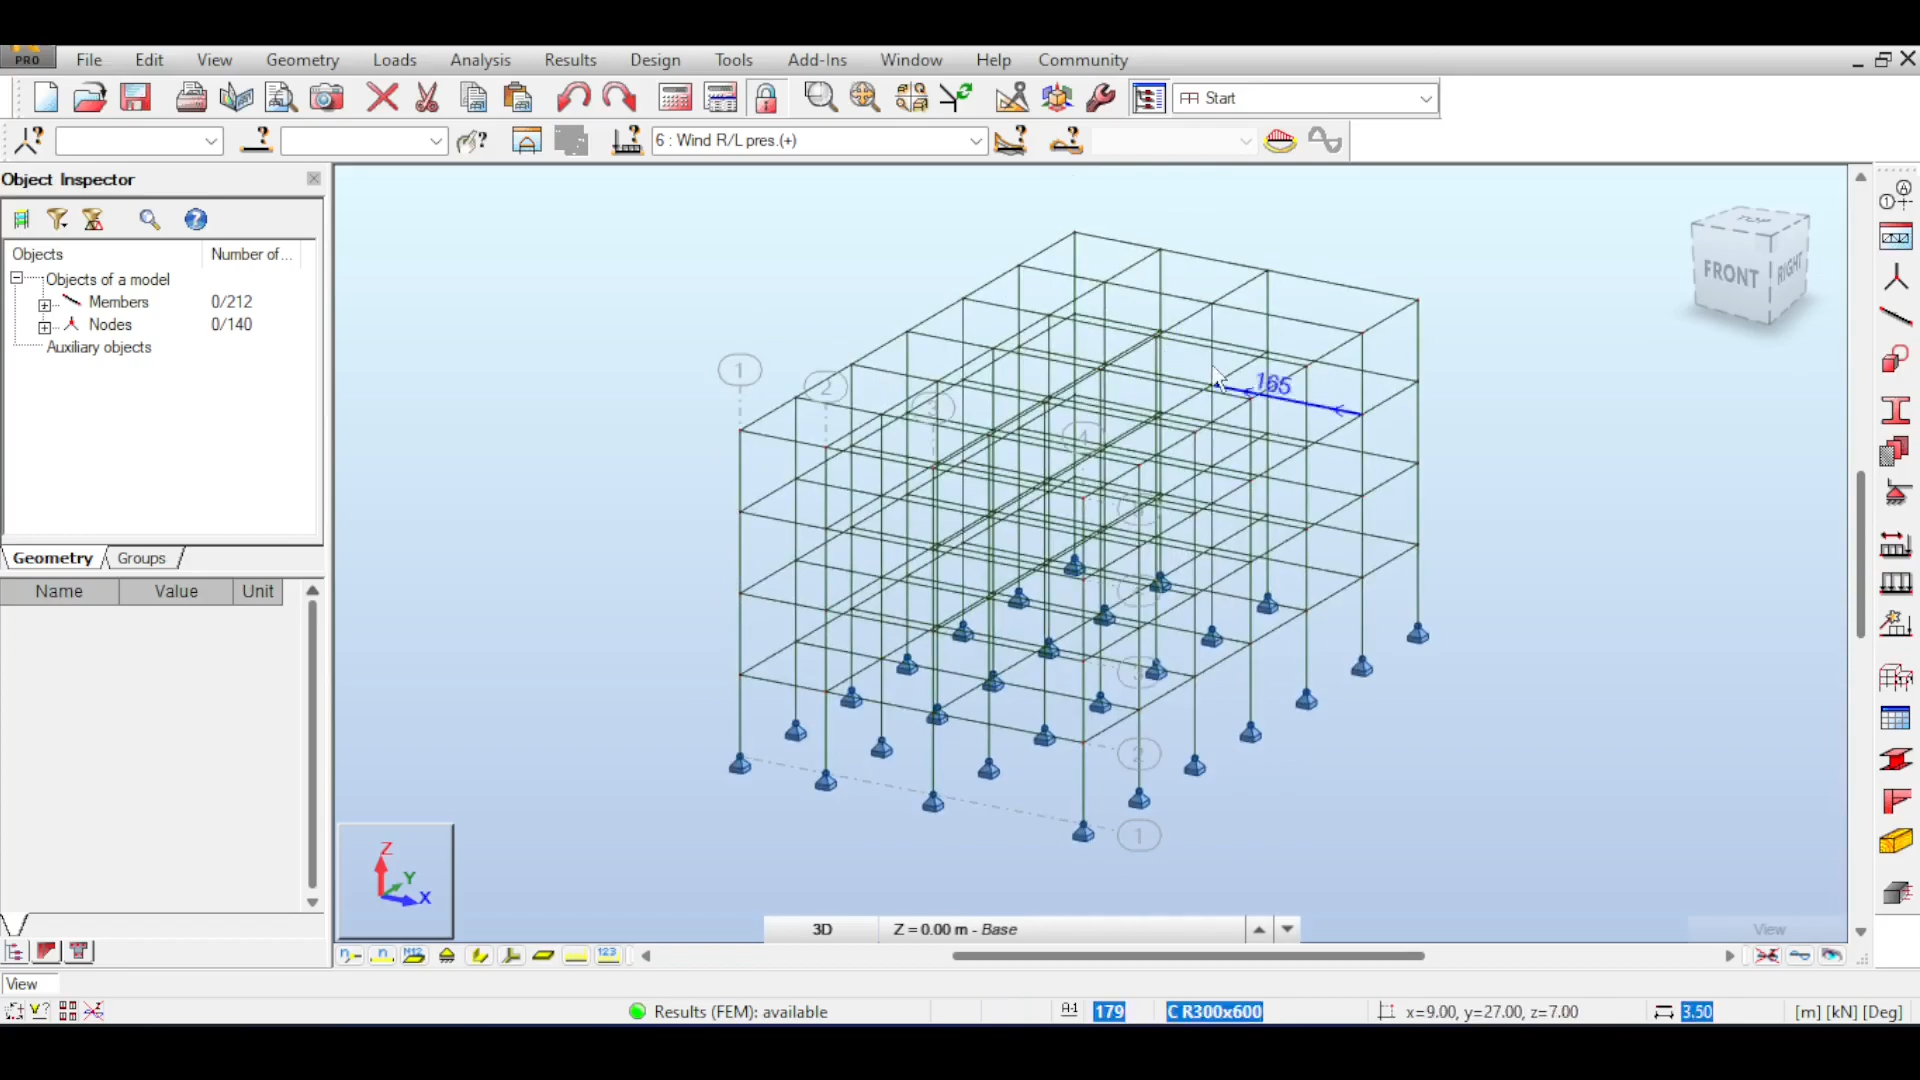 PRO
File Edit View Geometry Loads Analysis Results Design Tools Add-Ins Window Help Community
Start
6 : Wind R/L pres.(+)
Object Inspector
Objects Number of...
Objects of a model
Members 0/212
Nodes 0/140
Auxiliary objects
Geometry Groups
Name Value Unit
TOP
FRONT RIGHT
165
1
2
3
4
2
1
Z
Y
X
3D Z = 0.00 m - Base
View
View
Results (FEM): available 179 C R300x600 x=9.00, y=27.00, z=7.00 3.50 [m] [kN] [Deg]